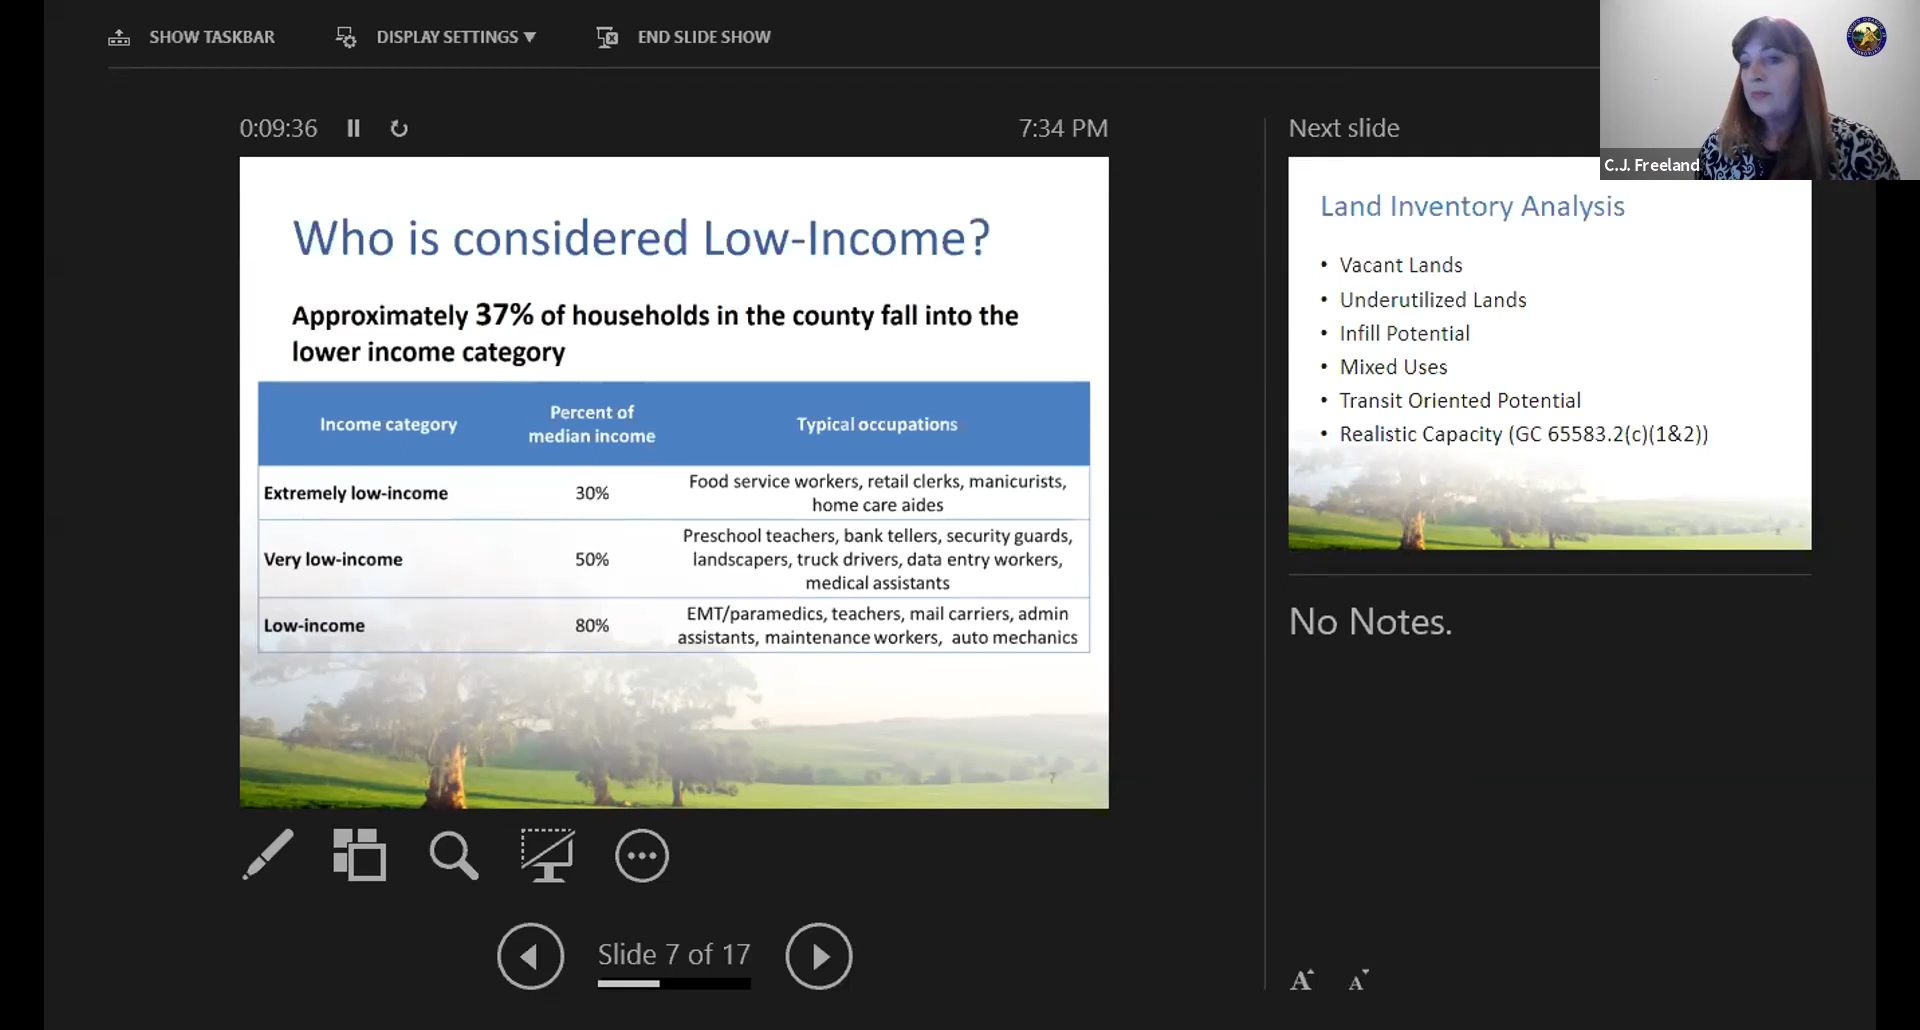 SHOW TASKBAR
DISPLAY SETTINGS
END SLIDE SHOW
0:09:36
7:34 PM
Next slide
C.J. Freeland
Who is considered Low-Income?
Approximately 37% of households in the county fall into the
lower income category
Income category
Percent of
median income
Typical occupations
Extremely low-income
30%
Food service workers, retail clerks, manicurists,
home care aides
Very low-income
50%
Preschool teachers, bank tellers, security guards,
landscapers, truck drivers, data entry workers,
medical assistants
Low-income
80%
EMT/paramedics, teachers, mail carriers, admin
assistants, maintenance workers, auto mechanics
7
Land Inventory Analysis
• Vacant Lands
• Underutilized Lands
• Infill Potential
• Mixed Uses
• Transit Oriented Potential
• Realistic Capacity (GC 65583.2(c)(1&2))
No Notes.
Slide 7 of 17
A A